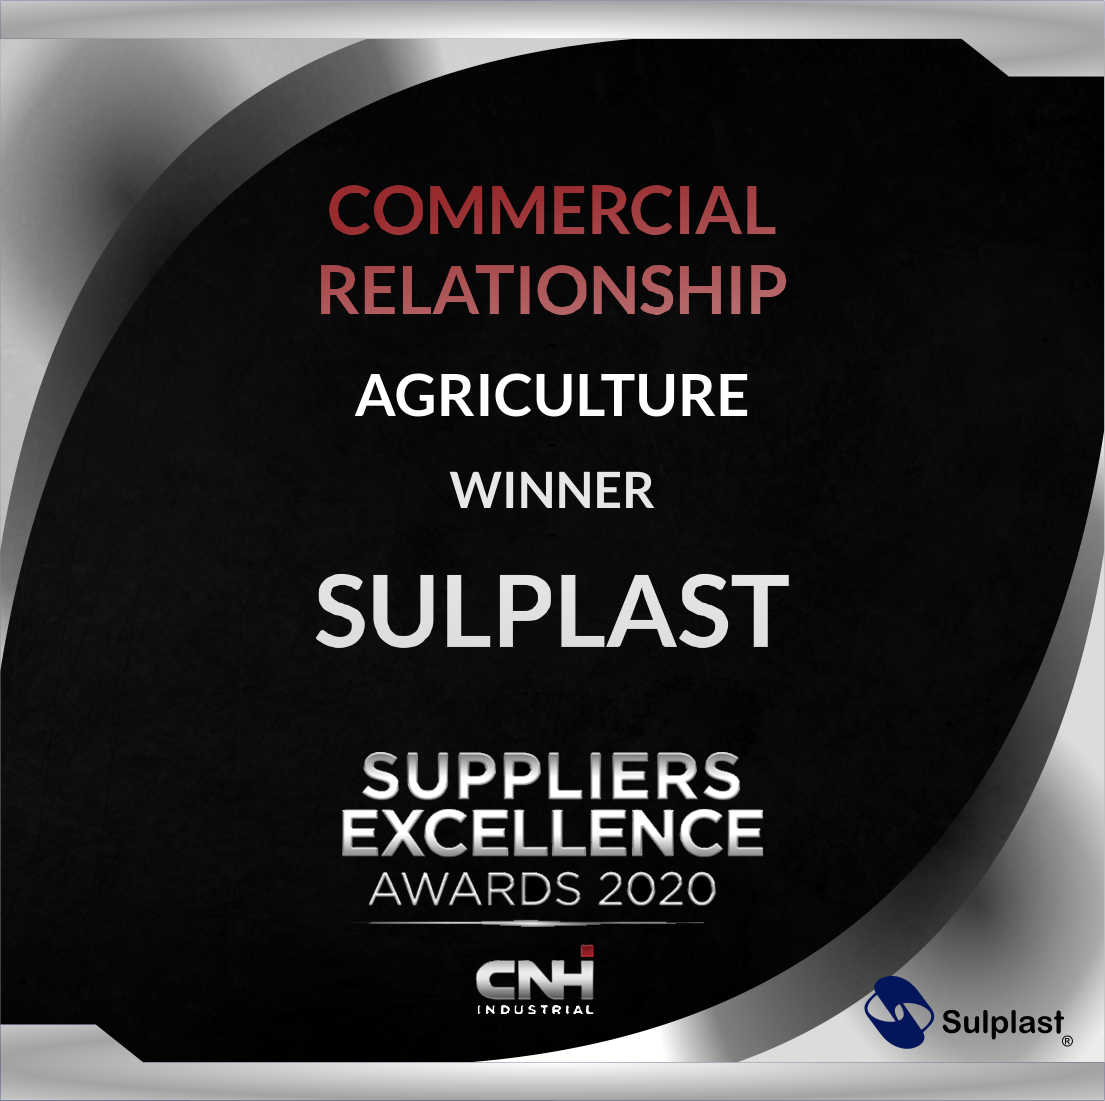 COMMERCIAL
RELATIONSHIP
AGRICULTURE
WINNER
SULPLAST
SUPPLIERS
EXCELLENCE
AWARDS 2020
CNH
INDUSTRIAL
Sulplast®